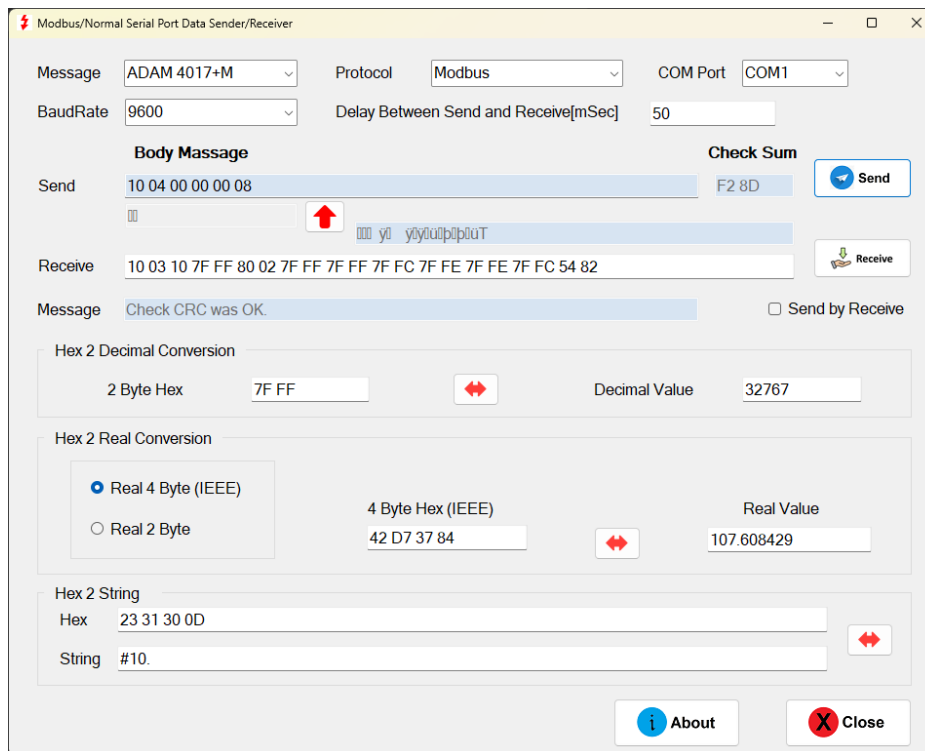 Modbus/Normal Serial Port Data Sender/Receiver
Message ADAM 4017+M Protocol Modbus COM Port COM1
BaudRate 9600 Delay Between Send and Receive[mSec] 50
Body Massage Check Sum
Send 10 04 00 00 00 08 F2 8D Send
Receive 10 03 10 7F FF 80 02 7F FF 7F FF 7F FC 7F FE 7F FE 7F FC 54 82 Receive
Message Check CRC was OK. Send by Receive
Hex 2 Decimal Conversion
2 Byte Hex 7F FF Decimal Value 32767
Hex 2 Real Conversion
Real 4 Byte (IEEE)
Real 2 Byte
4 Byte Hex (IEEE) Real Value
42 D7 37 84 107.608429
Hex 2 String
Hex 23 31 30 0D
String #10.
i About X Close